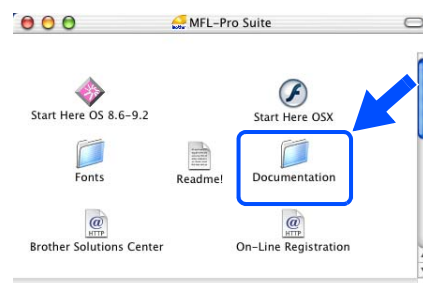 MFL-Pro Suite
Start Here OS 8.6-9.2
Start Here OSX
Fonts
Readme!
Documentation
@ HTTP
@ HTTP
Brother Solutions Center
On-Line Registration